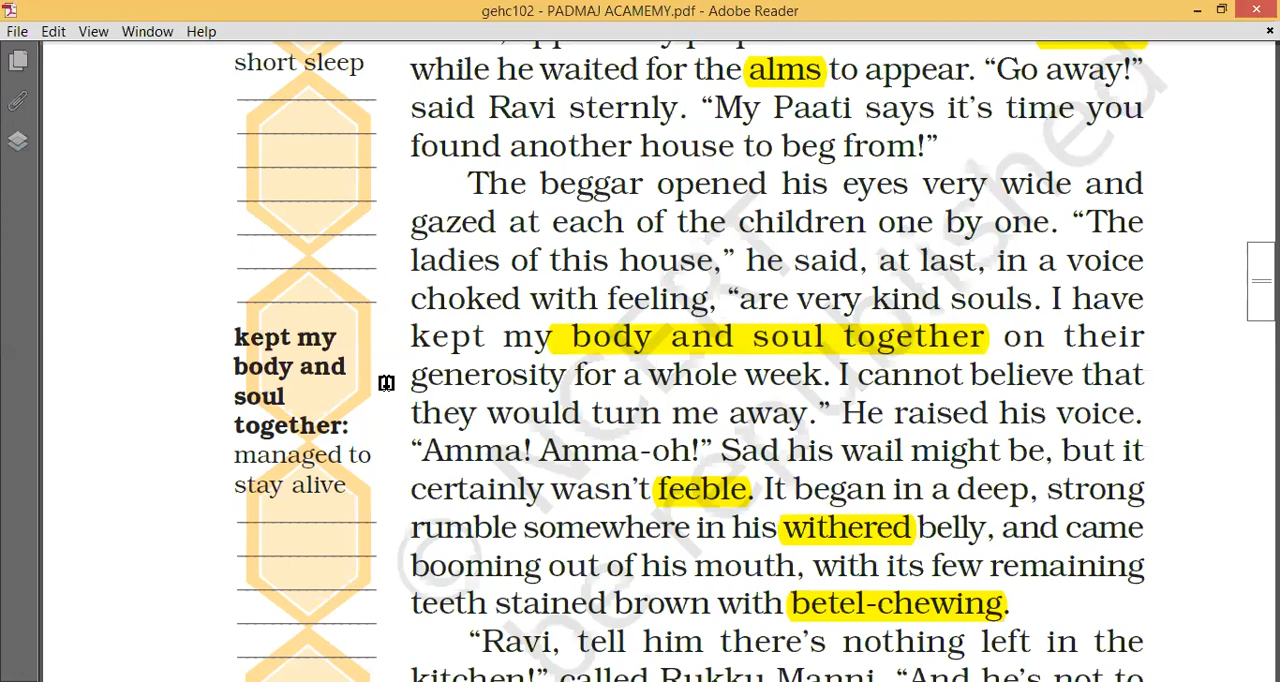 gehc102 - PADMAJ ACAMEMY.pdf - Adobe Reader
File Edit View Window Help
short sleep
while he waited for the alms to appear. “Go away!”
said Ravi sternly. “My Paati says it’s time you
found another house to beg from!”
The beggar opened his eyes very wide and
gazed at each of the children one by one. “The
ladies of this house,” he said, at last, in a voice
choked with feeling, “are very kind souls. I have
kept my body and soul together on their
generosity for a whole week. I cannot believe that
they would turn me away.” He raised his voice.
“Amma! Amma-oh!” Sad his wail might be, but it
certainly wasn’t feeble. It began in a deep, strong
rumble somewhere in his withered belly, and came
booming out of his mouth, with its few remaining
teeth stained brown with betel-chewing.
“Ravi, tell him there’s nothing left in the
kitchen!” called Rukku Manni. “And he’s not to
kept my
body and
soul
together:
managed to
stay alive
© NCERT
be republished